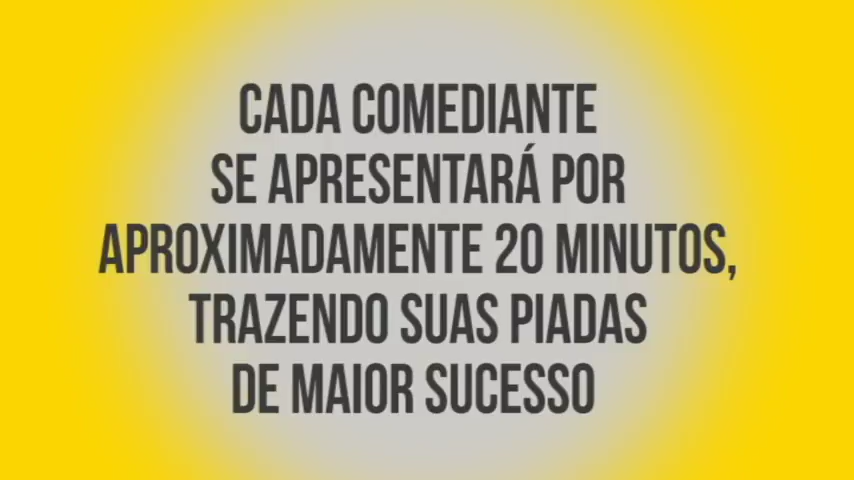 CADA COMEDIANTE
SE APRESENTARÁ POR
APROXIMADAMENTE 20 MINUTOS,
TRAZENDO SUAS PIADAS
DE MAIOR SUCESSO